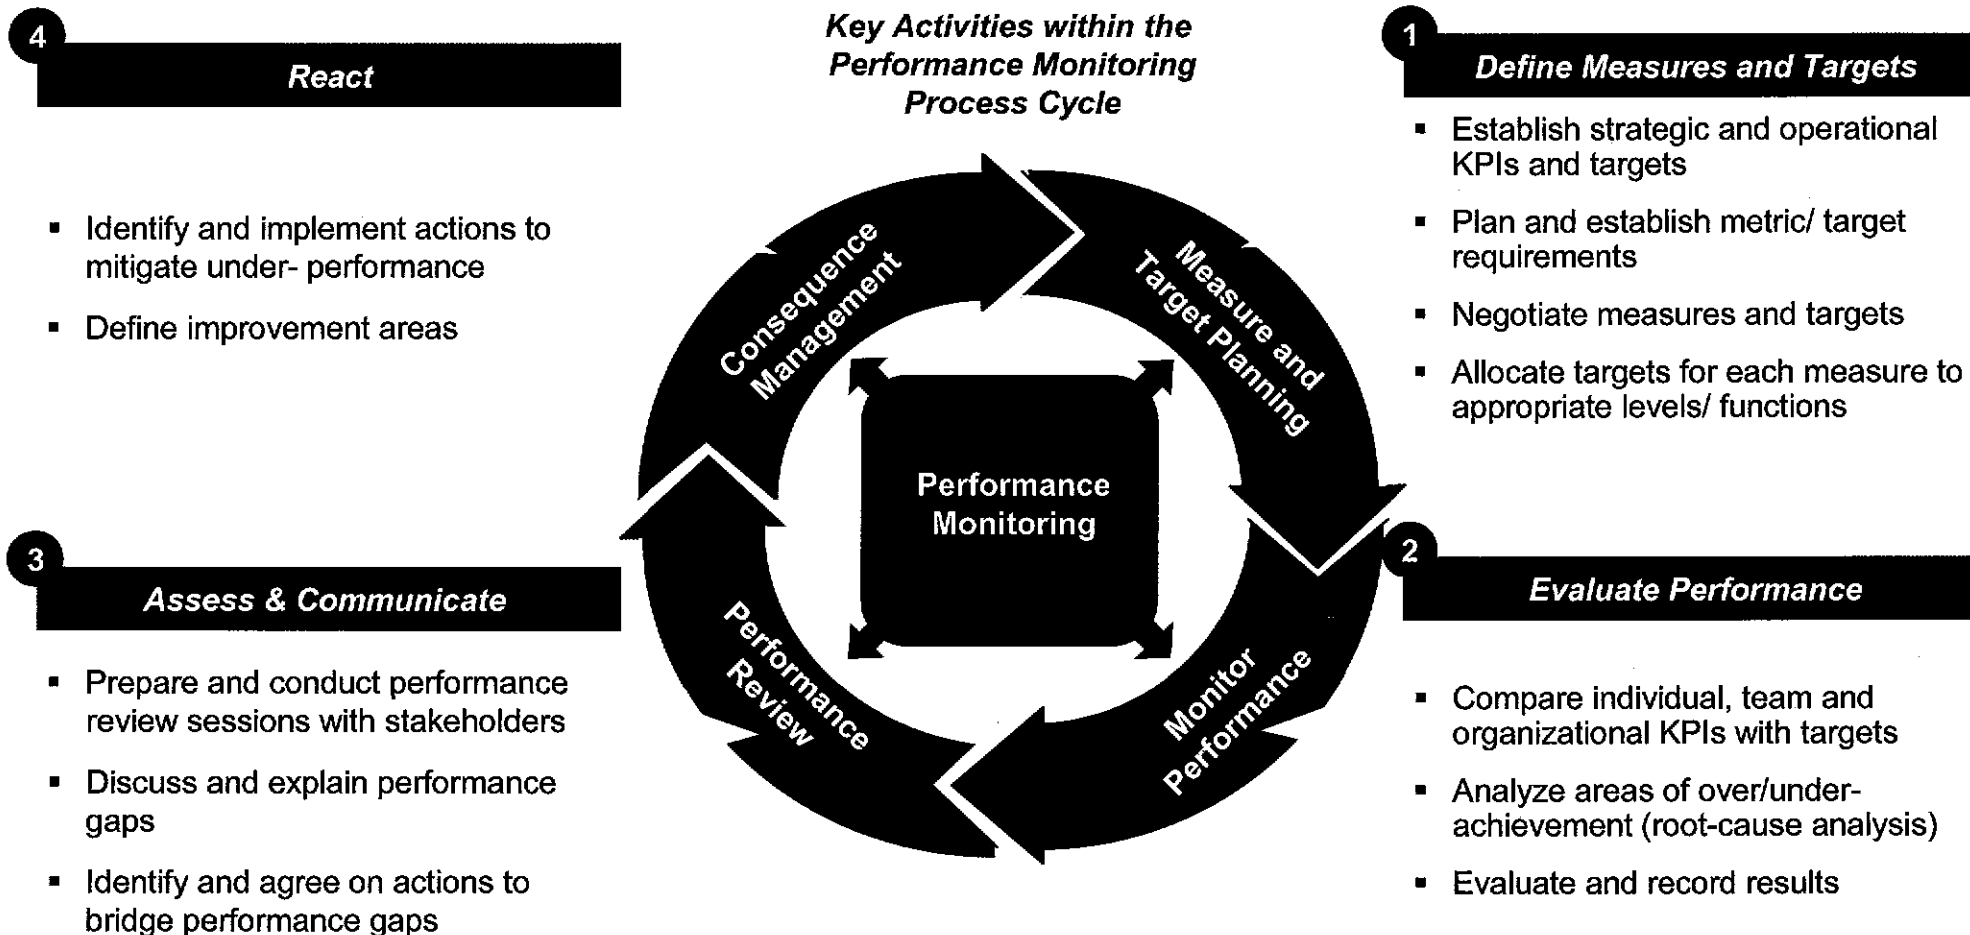 Key Activities within the
Performance Monitoring
Process Cycle
1
Define Measures and Targets
▪ Establish strategic and operational
KPIs and targets
▪ Plan and establish metric/ target
requirements
▪ Negotiate measures and targets
▪ Allocate targets for each measure to
appropriate levels/ functions
2
Evaluate Performance
▪ Compare individual, team and
organizational KPIs with targets
▪ Analyze areas of over/under-
achievement (root-cause analysis)
▪ Evaluate and record results
3
Assess & Communicate
▪ Prepare and conduct performance
review sessions with stakeholders
▪ Discuss and explain performance
gaps
▪ Identify and agree on actions to
bridge performance gaps
4
React
▪ Identify and implement actions to
mitigate under- performance
▪ Define improvement areas
Measure and
Target Planning
Monitor
Performance
Performance
Review
Consequence
Management
Performance
Monitoring